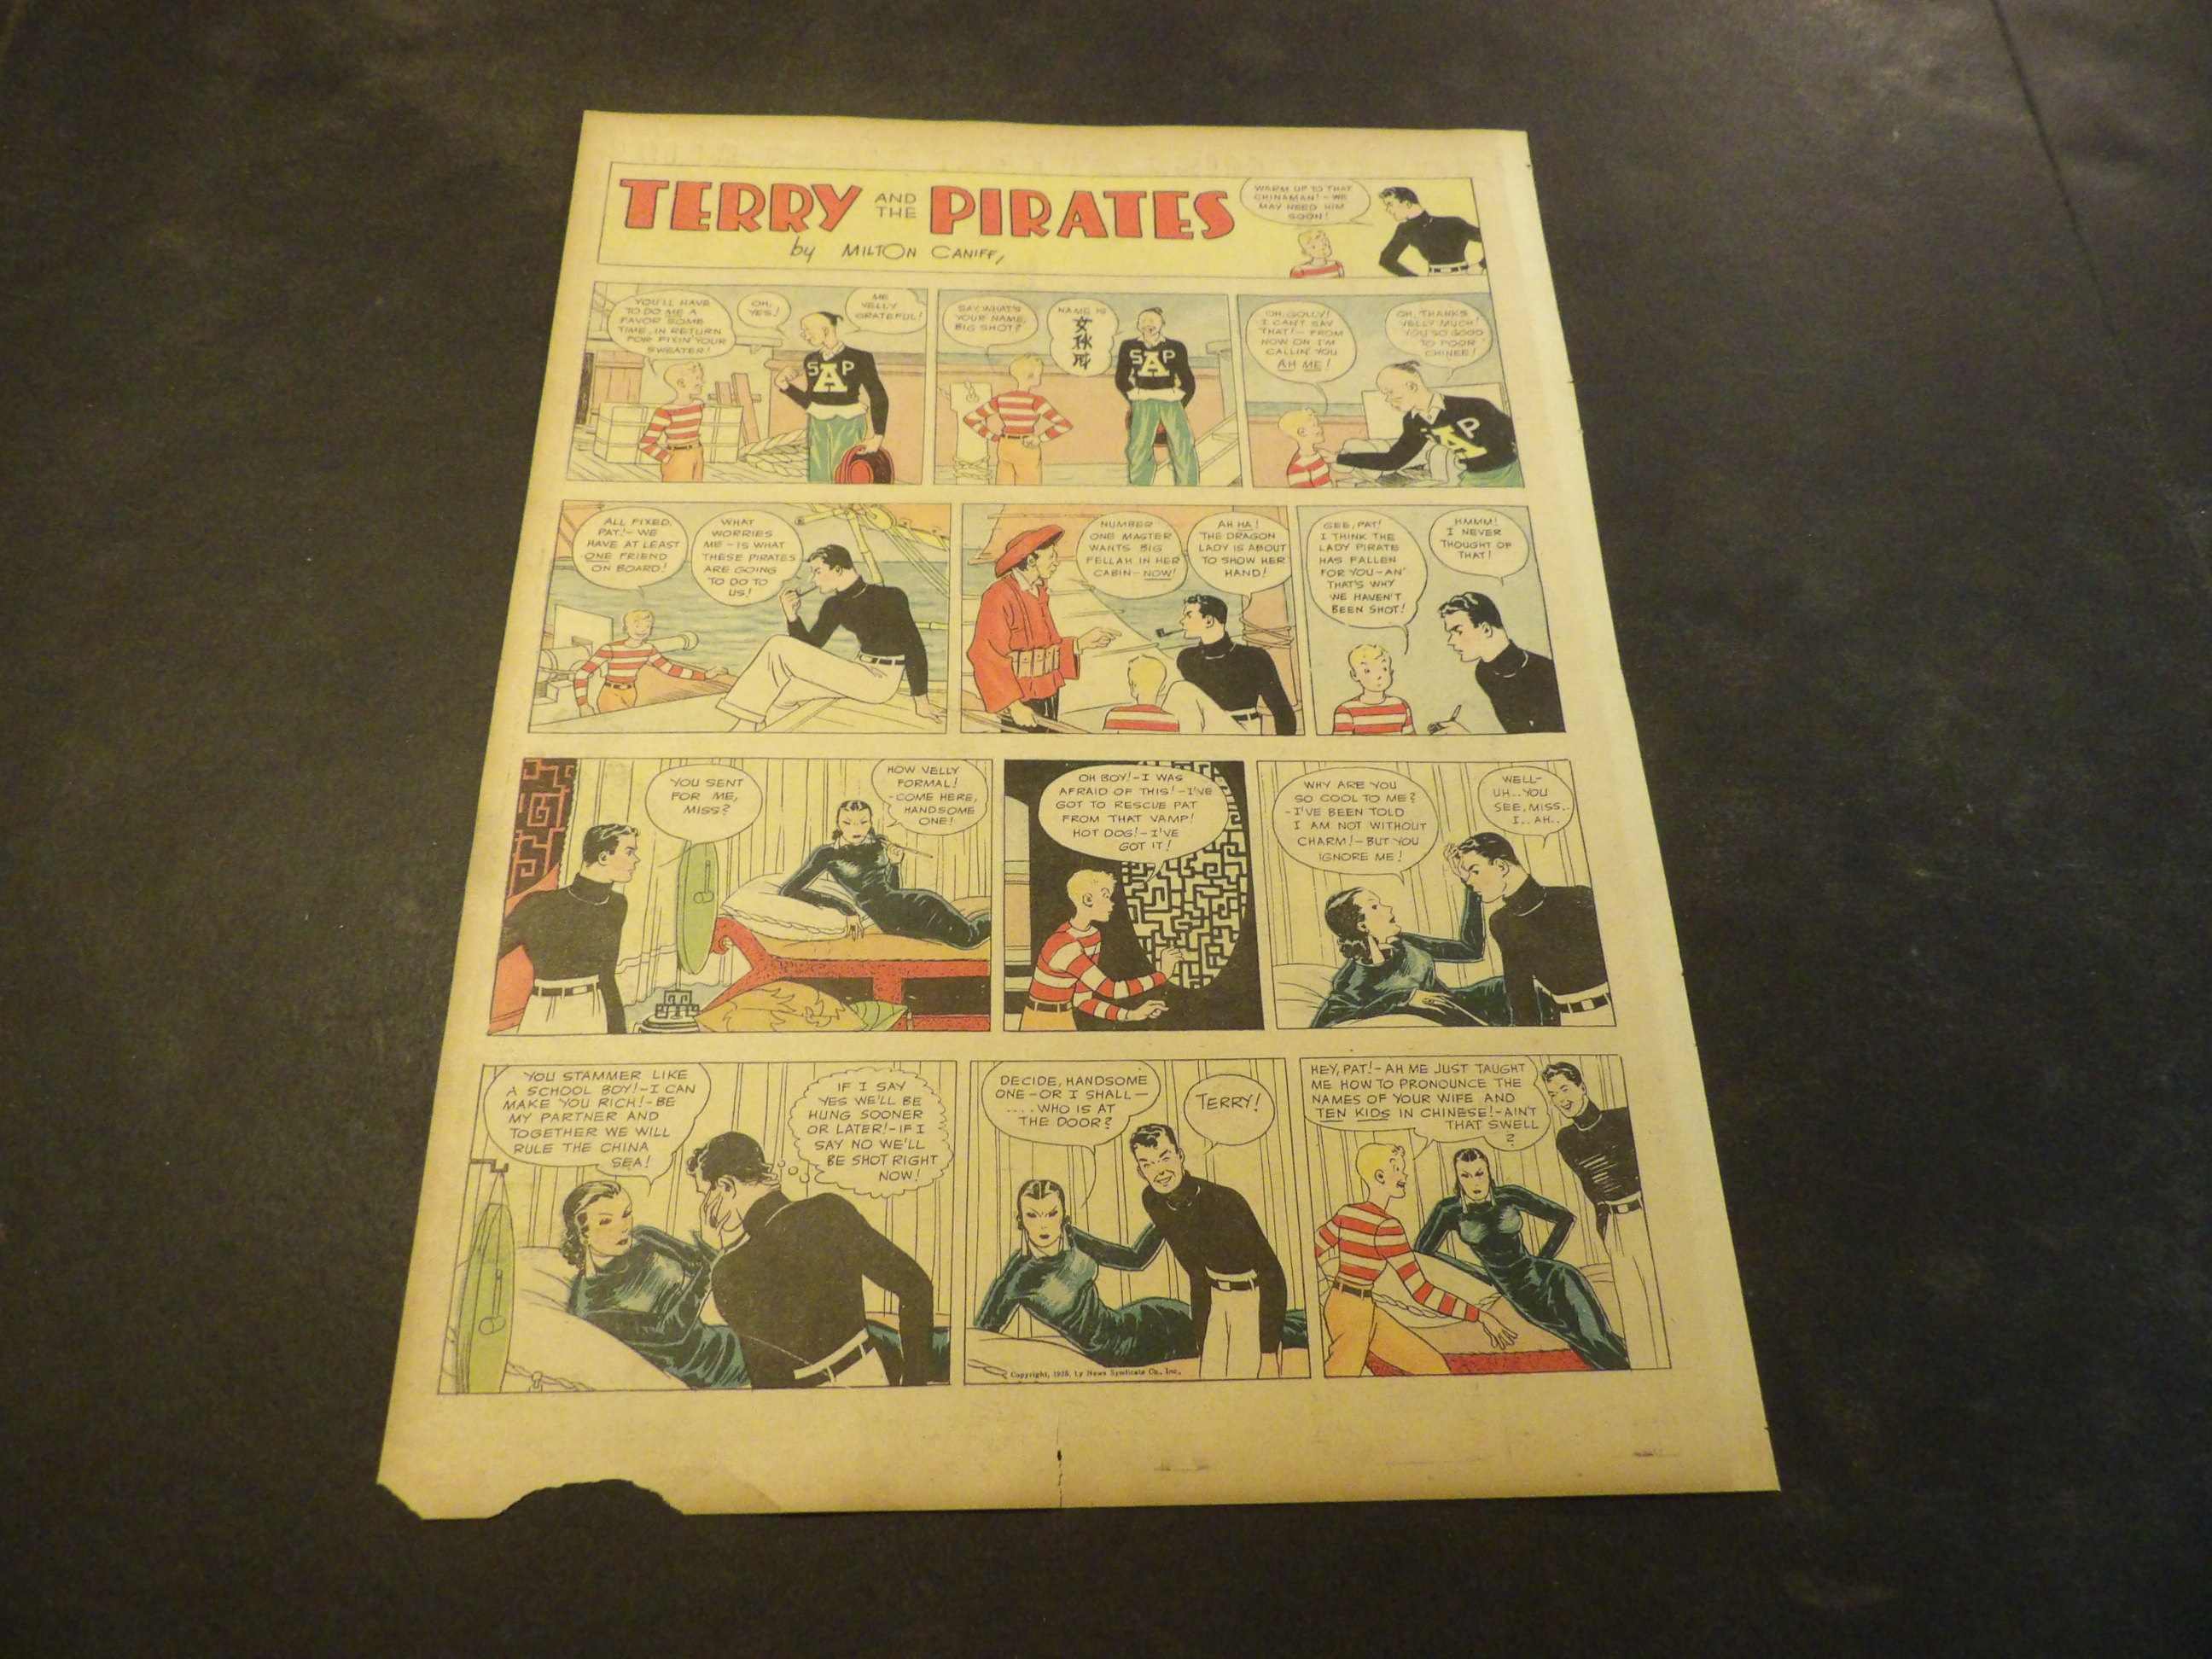 TERRY AND THE PIRATES
by MILTON CANIFF
WARM UP TO THAT
CHINAMAN!-WE
MAY NEED HIM
SOON!
YOU'LL HAVE
TO DO ME A
FAVOR SOME
TIME, IN RETURN
FOR FIXIN' YOUR
SWEATER!
OH,
YES!
ME
VELLY
GRATEFUL!
SAP
SAY, WHAT'S
YOUR NAME,
BIG SHOT?
NAME IS
女
秋
SAP
OH, GOLLY!
I CAN'T SAY
THAT!-FROM
NOW ON I'M
CALLIN' YOU
AH ME!
OH, THANKS
VELLY MUCH!
YOU SO GOOD
TO POOR
CHINEE!
AP
ALL FIXED,
PAT!-WE
HAVE AT LEAST
ONE FRIEND
ON BOARD!
WHAT
WORRIES
ME-IS WHAT
THESE PIRATES
ARE GOING
TO DO TO
US!
NUMBER
ONE MASTER
WANTS BIG
FELLAH IN HER
CABIN-NOW!
AH HA!
THE DRAGON
LADY IS ABOUT
TO SHOW HER
HAND!
GEE, PAT!
I THINK THE
LADY PIRATE
HAS FALLEN
FOR YOU-AN'
THAT'S WHY
WE HAVEN'T
BEEN SHOT!
HMMM!
I NEVER
THOUGHT OF
THAT!
YOU SENT
FOR ME,
MISS?
HOW VELLY
FORMAL!
-COME HERE,
HANDSOME
ONE!
OH BOY!-I WAS
AFRAID OF THIS!-I'VE
GOT TO RESCUE PAT
FROM THAT VAMP!
HOT DOG!-I'VE
GOT IT!
WHY ARE YOU
SO COOL TO ME?
-I'VE BEEN TOLD
I AM NOT WITHOUT
CHARM!-BUT YOU
IGNORE ME!
WELL-
UH..YOU
SEE, MISS..
I..AH..
YOU STAMMER LIKE
A SCHOOL BOY!-I CAN
MAKE YOU RICH!-BE
MY PARTNER AND
TOGETHER WE WILL
RULE THE CHINA
SEA!
IF I SAY
YES WE'LL BE
HUNG SOONER
OR LATER!-IF I
SAY NO WE'LL
BE SHOT RIGHT
NOW!
DECIDE, HANDSOME
ONE-OR I SHALL-
....WHO IS AT
THE DOOR?
TERRY!
Copyright, 1935, by News Syndicate Co., Inc.
HEY, PAT!-AH ME JUST TAUGHT
ME HOW TO PRONOUNCE THE
NAMES OF YOUR WIFE AND
TEN KIDS IN CHINESE!-AIN'T
THAT SWELL
?